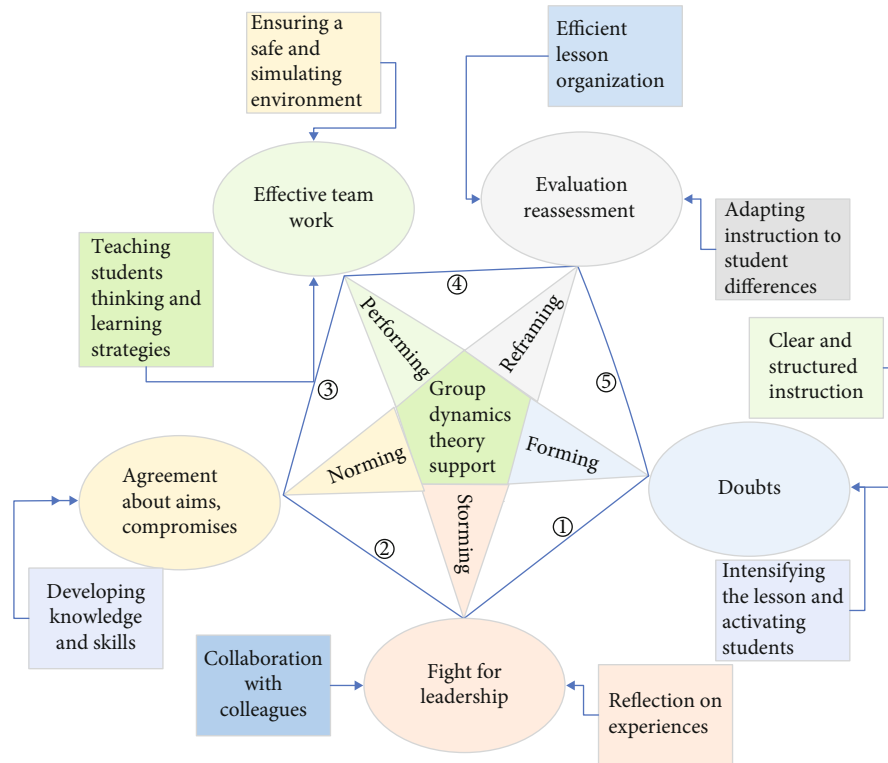 Ensuring a
safe and
simulating
environment
Efficient
lesson
organization
Effective team
work
Evaluation
reassessment
Adapting
instruction to
student
differences
Teaching
students
thinking and
learning
strategies
④
Performing
Reframing
③
⑤
Clear and
structured
instruction
Group
dynamics
theory
support
Norming
Forming
Agreement
about aims,
compromises
Doubts
Storming
①
②
Developing
knowledge
and skills
Intensifying
the lesson and
activating
students
Collaboration
with
colleagues
Fight for
leadership
Reflection on
experiences